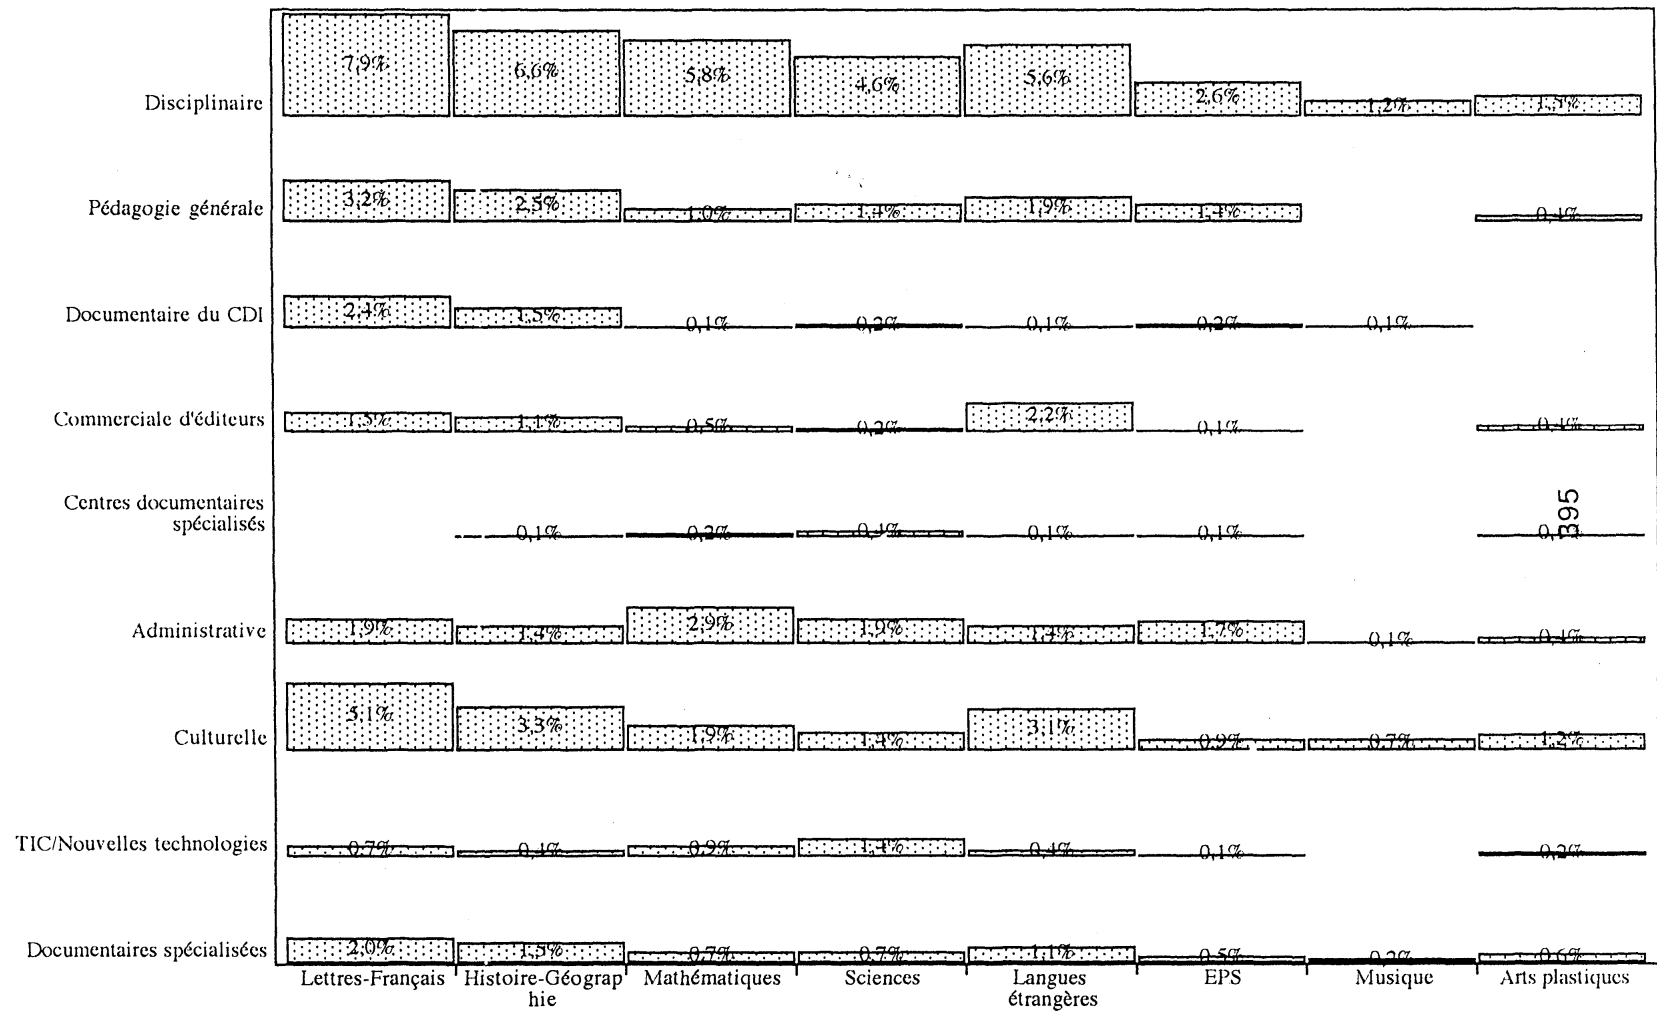 7,9% 6,6% 5,8% 4,6% 5,6% 2,6% 1,2% 1,5%
Disciplinaire
Pédagogie générale 3,2% 2,5% 1,0% 1,4% 1,9% 1,4% 0,4%
Documentaire du CDI 2,4% 1,5% 0,1% 0,2% 0,1% 0,2% 0,1%
Commerciale d'éditeurs 1,5% 1,1% 0,5% 0,2% 2,2% 0,1% 0,4%
Centres documentaires
spécialisés 0,1% 0,2% 0,4% 0,1% 0,1%
395
Administrative 1,9% 1,4% 2,9% 1,9% 1,4% 1,7% 0,1% 0,4%
Culturelle 5,1% 3,3% 1,9% 1,4% 3,1% 0,9% 0,7% 1,2%
TIC/Nouvelles technologies 0,7% 0,4% 0,9% 1,4% 0,4% 0,1% 0,2%
Documentaires spécialisées 2,0% 1,5% 0,7% 0,7% 1,1% 0,5% 0,2% 0,6%
Lettres-Français Histoire-Géograp Mathématiques Sciences Langues EPS Musique Arts plastiques
hie étrangères